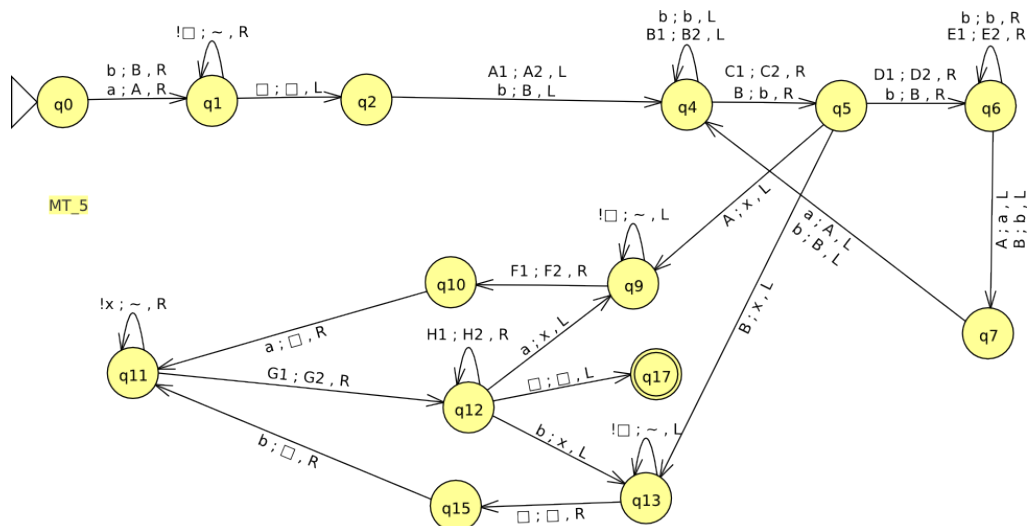 b ; b , L
B1 ; B2 , L
b ; b , R
E1 ; E2 , R
!□ ; ~ , R
b ; B , R
a ; A , R
□ ; □ , L
A1 ; A2 , L
b ; B , L
C1 ; C2 , R
B ; b , R
D1 ; D2 , R
b ; B , R
q0
q1
q2
q4
q5
q6
MT_5
A ; x , L
a ; A , L
b ; B , L
A ; a , L
B ; b , L
!□ ; ~ , L
F1 ; F2 , R
q10
q9
B ; x , L
q7
!x ; ~ , R
a ; □ , R
H1 ; H2 , R
a ; x , L
q11
G1 ; G2 , R
□ ; □ , L
q17
q12
b ; x , L
!□ ; ~ , L
b ; □ , R
q15
□ ; □ , R
q13